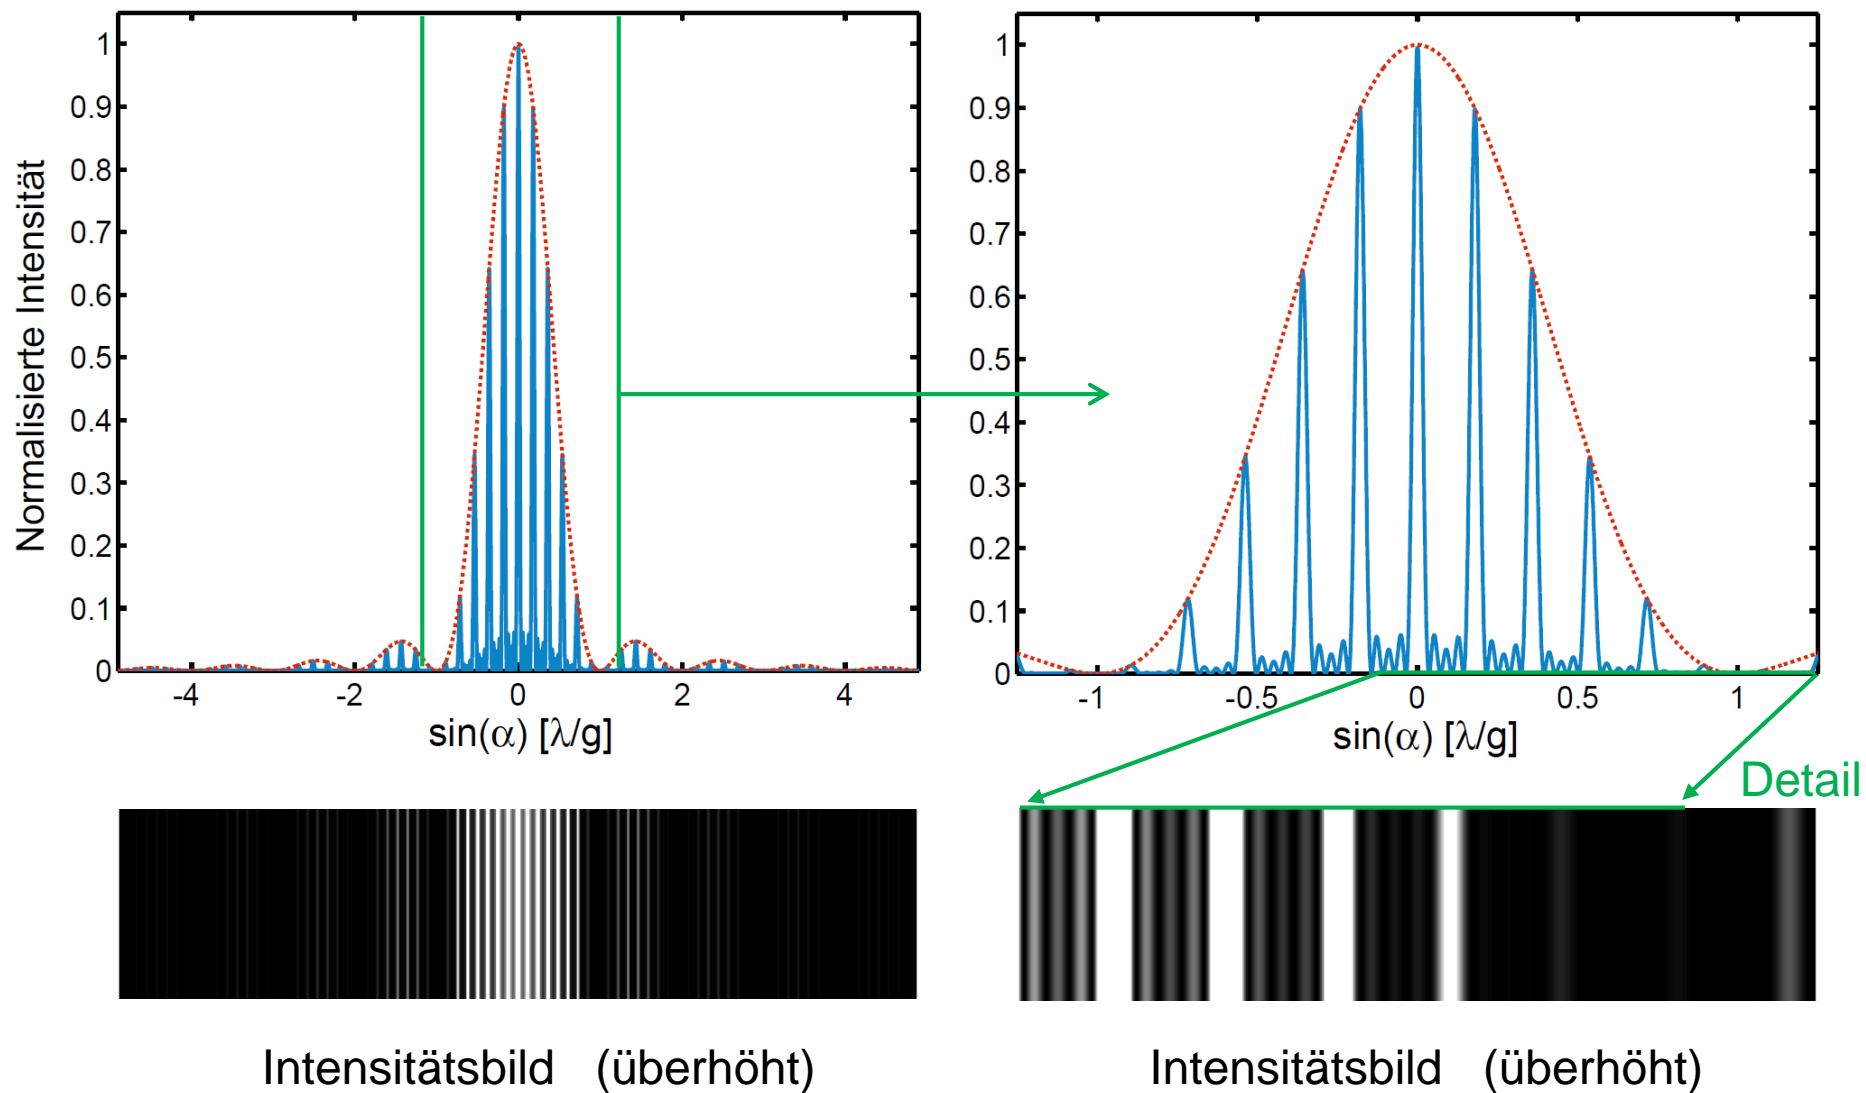 Normalisierte Intensität
1
0.9
0.8
0.7
0.6
0.5
0.4
0.3
0.2
0.1
0
-4 -2 0 2 4
sin(α) [λ/g]
1
0.9
0.8
0.7
0.6
0.5
0.4
0.3
0.2
0.1
0
-1 -0.5 0 0.5 1
sin(α) [λ/g]
Detail
Intensitätsbild (überhöht)
Intensitätsbild (überhöht)